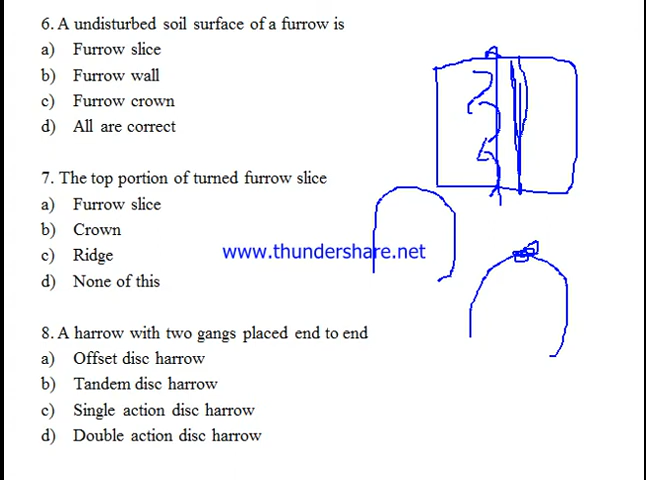 6. A undisturbed soil surface of a furrow is
a) Furrow slice
b) Furrow wall
c) Furrow crown
d) All are correct
7. The top portion of turned furrow slice
a) Furrow slice
b) Crown
c) Ridge
d) None of this
www.thundershare.net
8. A harrow with two gangs placed end to end
a) Offset disc harrow
b) Tandem disc harrow
c) Single action disc harrow
d) Double action disc harrow